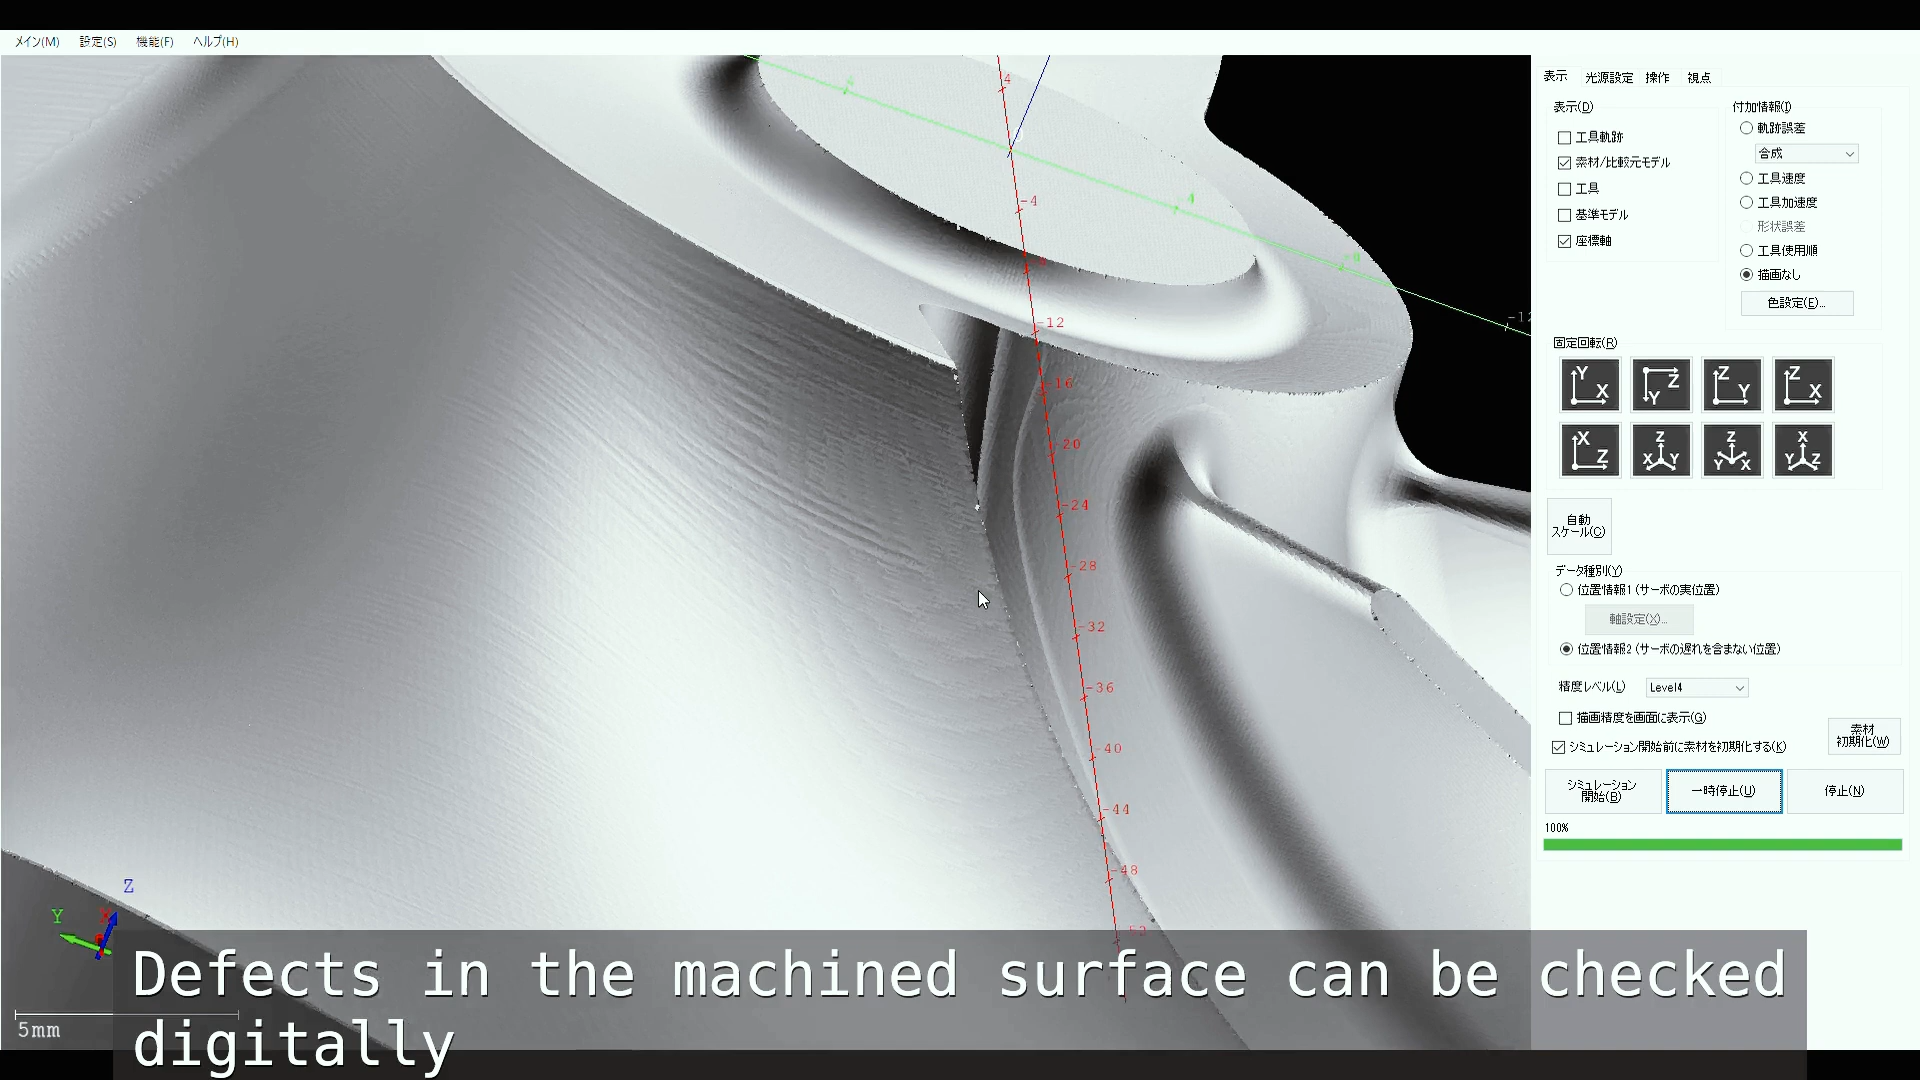 メイン(M) 設定(S) 機能(F) ヘルプ(H)
表示 光源設定 操作 視点
表示(D)
工具軌跡
素材/比較元モデル
工具
基準モデル
座標軸
付加情報(I)
軌跡誤差
合成
工具速度
工具加速度
形状誤差
工具使用順
描画なし
色設定(E)...
固定回転(R)
Y X
Z Y
Z Y
Z X
X Z
Z X Y
Z Y X
X Y Z
自動
スケール(C)
データ種別(Y)
位置情報1 (サーボの実位置)
軸設定(X)...
位置情報2 (サーボの遅れを含まない位置)
精度レベル(L) Level4
描画精度を画面に表示(G)
シミュレーション開始前に素材を初期化する(K)
素材
初期化(W)
シミュレーション
開始(B)
一時停止(U)
停止(N)
100%
4
4
-4
4
-12
-12
-16
-20
-24
-28
-32
-36
-40
-44
-48
-52
Z
Y X
5mm
Defects in the machined surface can be checked
digitally